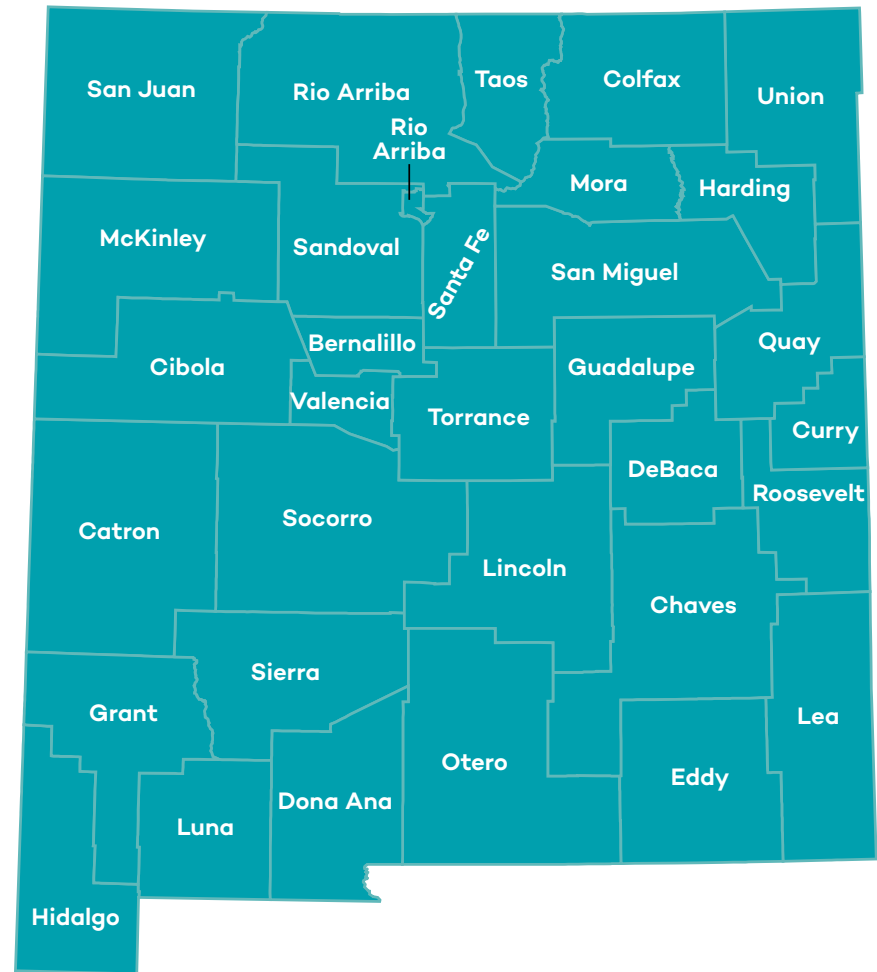 San Juan
Rio Arriba
Taos
Colfax
Union
Rio
Arriba
Mora
Harding
McKinley
Sandoval
Santa Fe
San Miguel
Bernalillo
Quay
Cibola
Guadalupe
Valencia
Torrance
Curry
DeBaca
Roosevelt
Catron
Socorro
Lincoln
Chaves
Sierra
Grant
Lea
Otero
Eddy
Dona Ana
Luna
Hidalgo